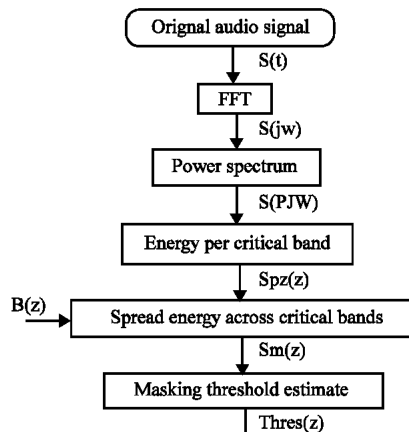 Orignal audio signal
S(t)
FFT
S(jw)
Power spectrum
S(PJW)
Energy per critical band
Spz(z)
B(z)
Spread energy across critical bands
Sm(z)
Masking threshold estimate
Thres(z)